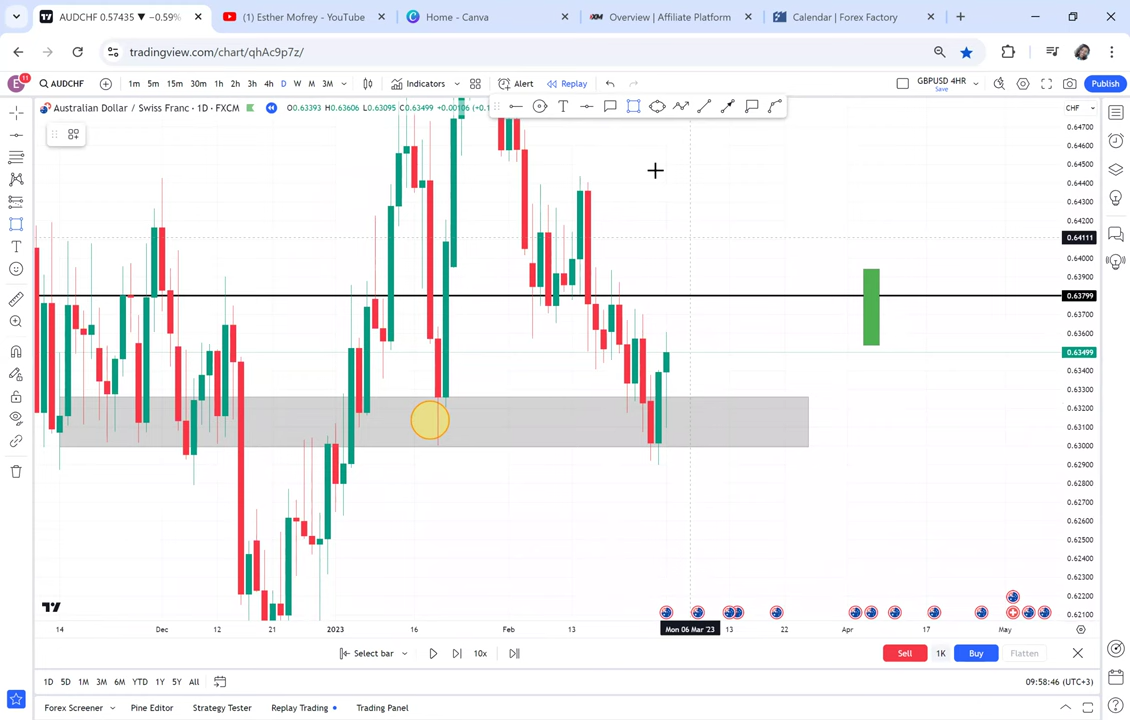 AUDCHF 0.57435 ▼ −0.59%
(1) Esther Mofrey - YouTube
Home - Canva
XM Overview | Affiliate Platform
Calendar | Forex Factory
tradingview.com/chart/qhAc9p7z/
E 11 AUDCHF 1m 5m 15m 30m 1h 2h 3h 4h D W M 3M Indicators Alert Replay GBPUSD 4HR Save Publish
Australian Dollar / Swiss Franc · 1D · FXCM O0.63393 H0.63606 L0.63095 C0.63499 +0.00106
CHF
0.64700
0.64600
0.64500
0.64400
0.64300
0.64200
0.64111
0.64000
0.63900
0.63799
0.63700
0.63600
0.63499
0.63400
0.63300
0.63200
0.63100
0.63000
0.62900
0.62800
0.62700
0.62600
0.62500
0.62400
0.62300
0.62200
0.62100
14 Dec 12 21 2023 16 Feb 13 Mon 06 Mar '23 13 22 Apr 17 May
Select bar 10x Sell 1K Buy Flatten
1D 5D 1M 3M 6M YTD 1Y 5Y All 09:58:46 (UTC+3)
Forex Screener Pine Editor Strategy Tester Replay Trading Trading Panel